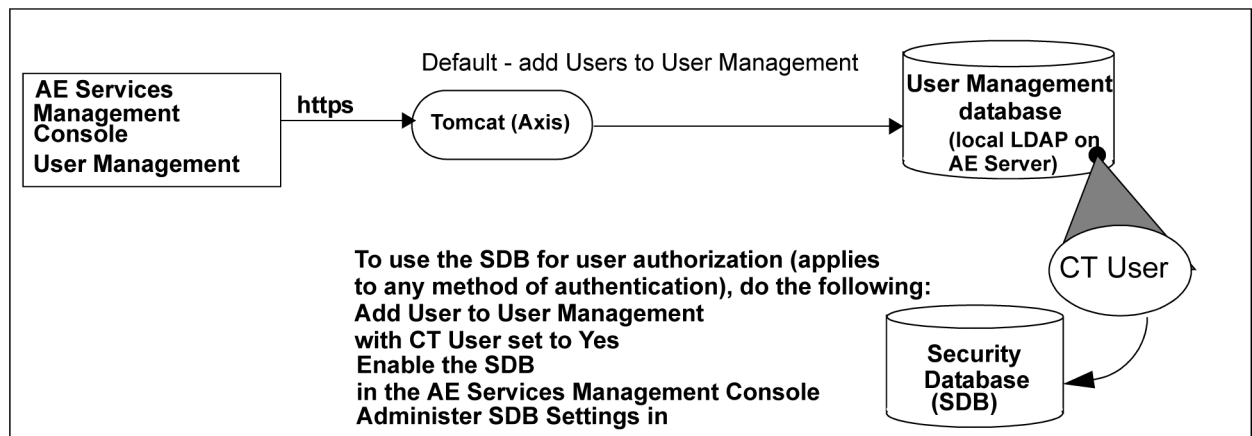 Default - add Users to User Management
AE Services
Management
Console
User Management
https
Tomcat (Axis)
User Management
database
(local LDAP on
AE Server)
CT User
To use the SDB for user authorization (applies
to any method of authentication), do the following:
Add User to User Management
with CT User set to Yes
Enable the SDB
in the AE Services Management Console
Administer SDB Settings in
Security
Database
(SDB)